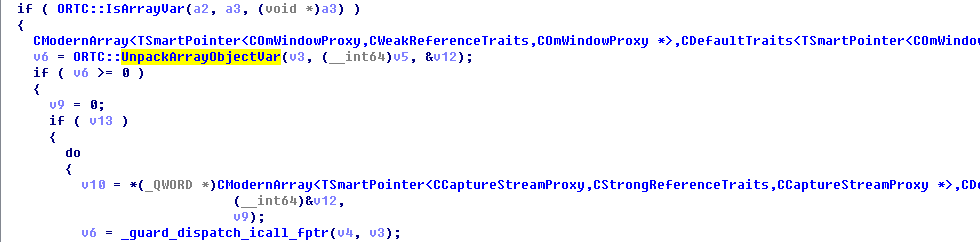 if ( ORTC::IsArrayVar(a2, a3, (void *)a3) )
{
CModernArray<TSmartPointer<COmWindowProxy,CWeakReferenceTraits,COmWindowProxy *>,CDefaultTraits<TSmartPointer<COmWindow
v6 = ORTC::UnpackArrayObjectVar(v3, (__int64)v5, &v12);
if ( v6 >= 0 )
{
v9 = 0;
if ( v13 )
{
do
{
v10 = *(_QWORD *)CModernArray<TSmartPointer<CCaptureStreamProxy,CStrongReferenceTraits,CCaptureStreamProxy *>,CDe
(__int64)&v12,
v9);
v6 = _guard_dispatch_icall_fptr(v4, v3);